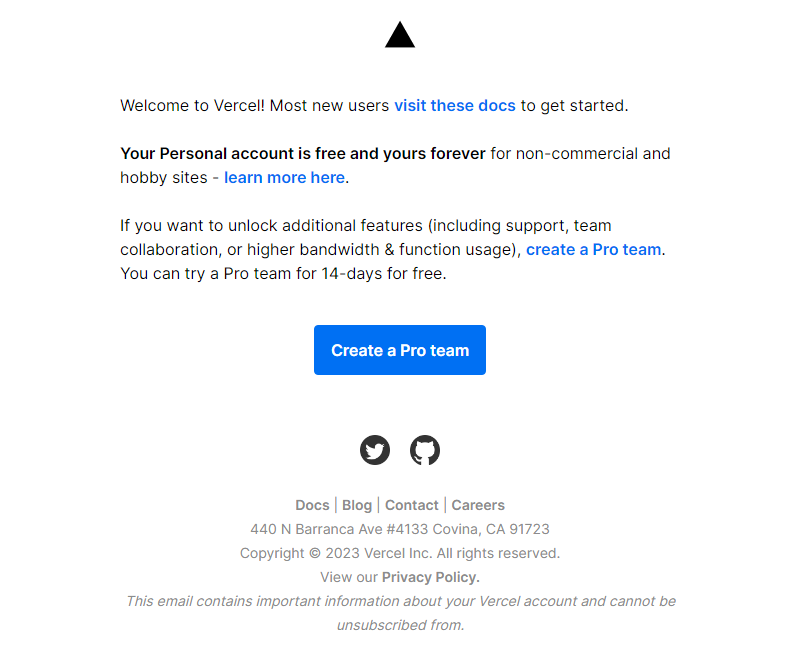 Welcome to Vercel! Most new users visit these docs to get started.
Your Personal account is free and yours forever for non-commercial and
hobby sites - learn more here.
If you want to unlock additional features (including support, team
collaboration, or higher bandwidth & function usage), create a Pro team.
You can try a Pro team for 14-days for free.
Create a Pro team
Docs | Blog | Contact | Careers
440 N Barranca Ave #4133 Covina, CA 91723
Copyright © 2023 Vercel Inc. All rights reserved.
View our Privacy Policy.
This email contains important information about your Vercel account and cannot be
unsubscribed from.